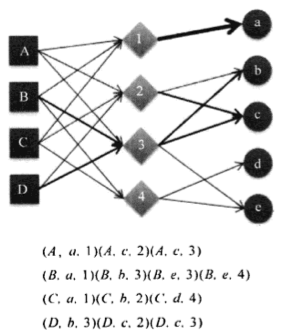 A
B
C
D
1
2
3
4
a
b
c
d
e
(A, a. 1)(A. c. 2)(A. c. 3)
(B. a, 1)(B. b. 3)(B. e. 3)(B. e. 4)
(C. a. 1)(C. b. 2)(C. d. 4)
(D. b. 3)(D. c. 2)(D. c. 3)